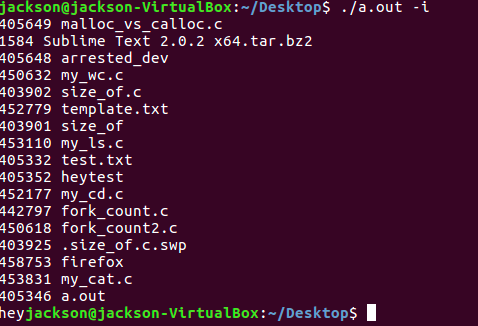 jackson@jackson-VirtualBox:~/Desktop$ ./a.out -i
405649 malloc_vs_calloc.c
1584 Sublime Text 2.0.2 x64.tar.bz2
405648 arrested_dev
450632 my_wc.c
403902 size_of.c
452779 template.txt
403901 size_of
453110 my_ls.c
405332 test.txt
405352 heytest
452177 my_cd.c
442797 fork_count.c
450618 fork_count2.c
403925 .size_of.c.swp
458753 firefox
453831 my_cat.c
405346 a.out
heyjackson@jackson-VirtualBox:~/Desktop$